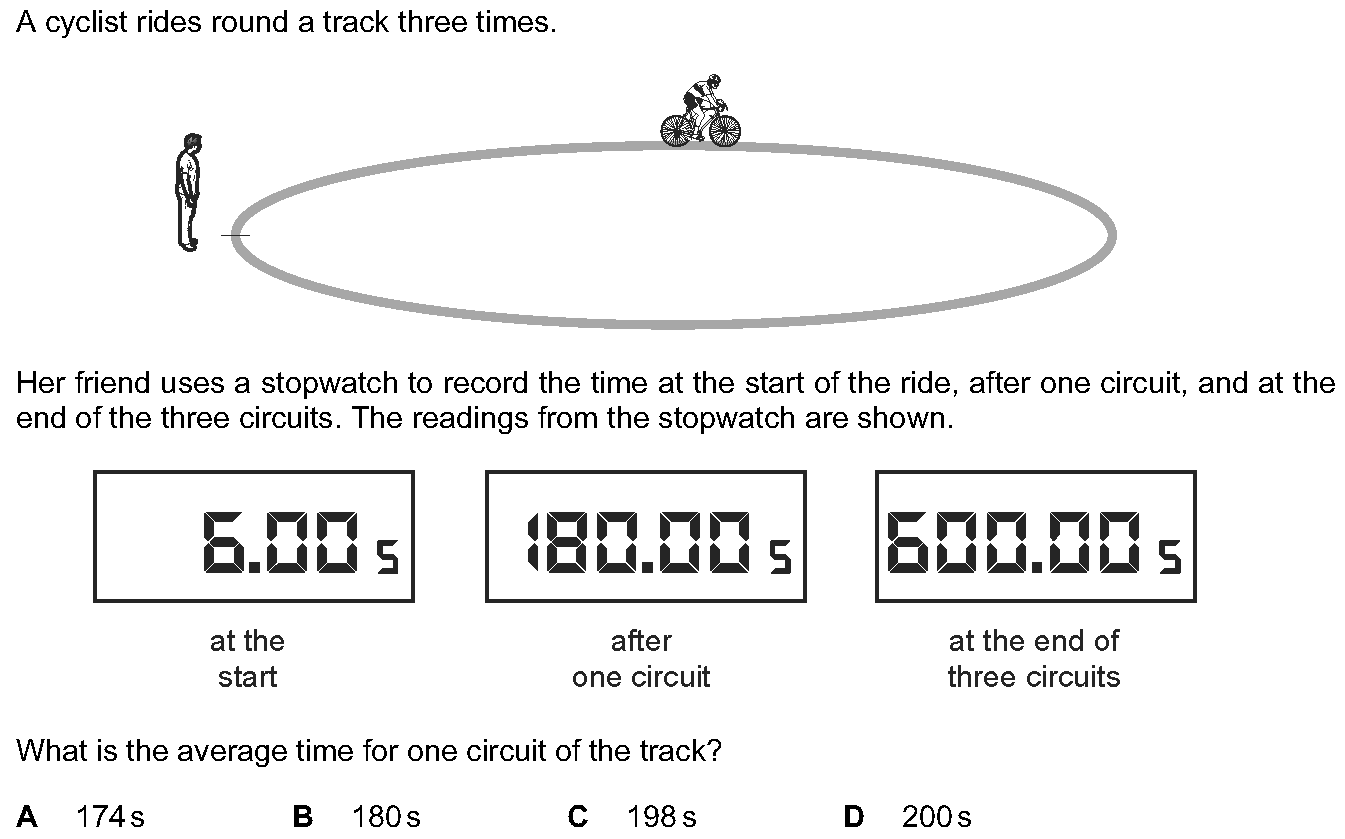 A cyclist rides round a track three times.
Her friend uses a stopwatch to record the time at the start of the ride, after one circuit, and at the
end of the three circuits. The readings from the stopwatch are shown.
6.00 s
180.00 s
600.00 s
at the
start
after
one circuit
at the end of
three circuits
What is the average time for one circuit of the track?
A 174 s B 180 s C 198 s D 200 s